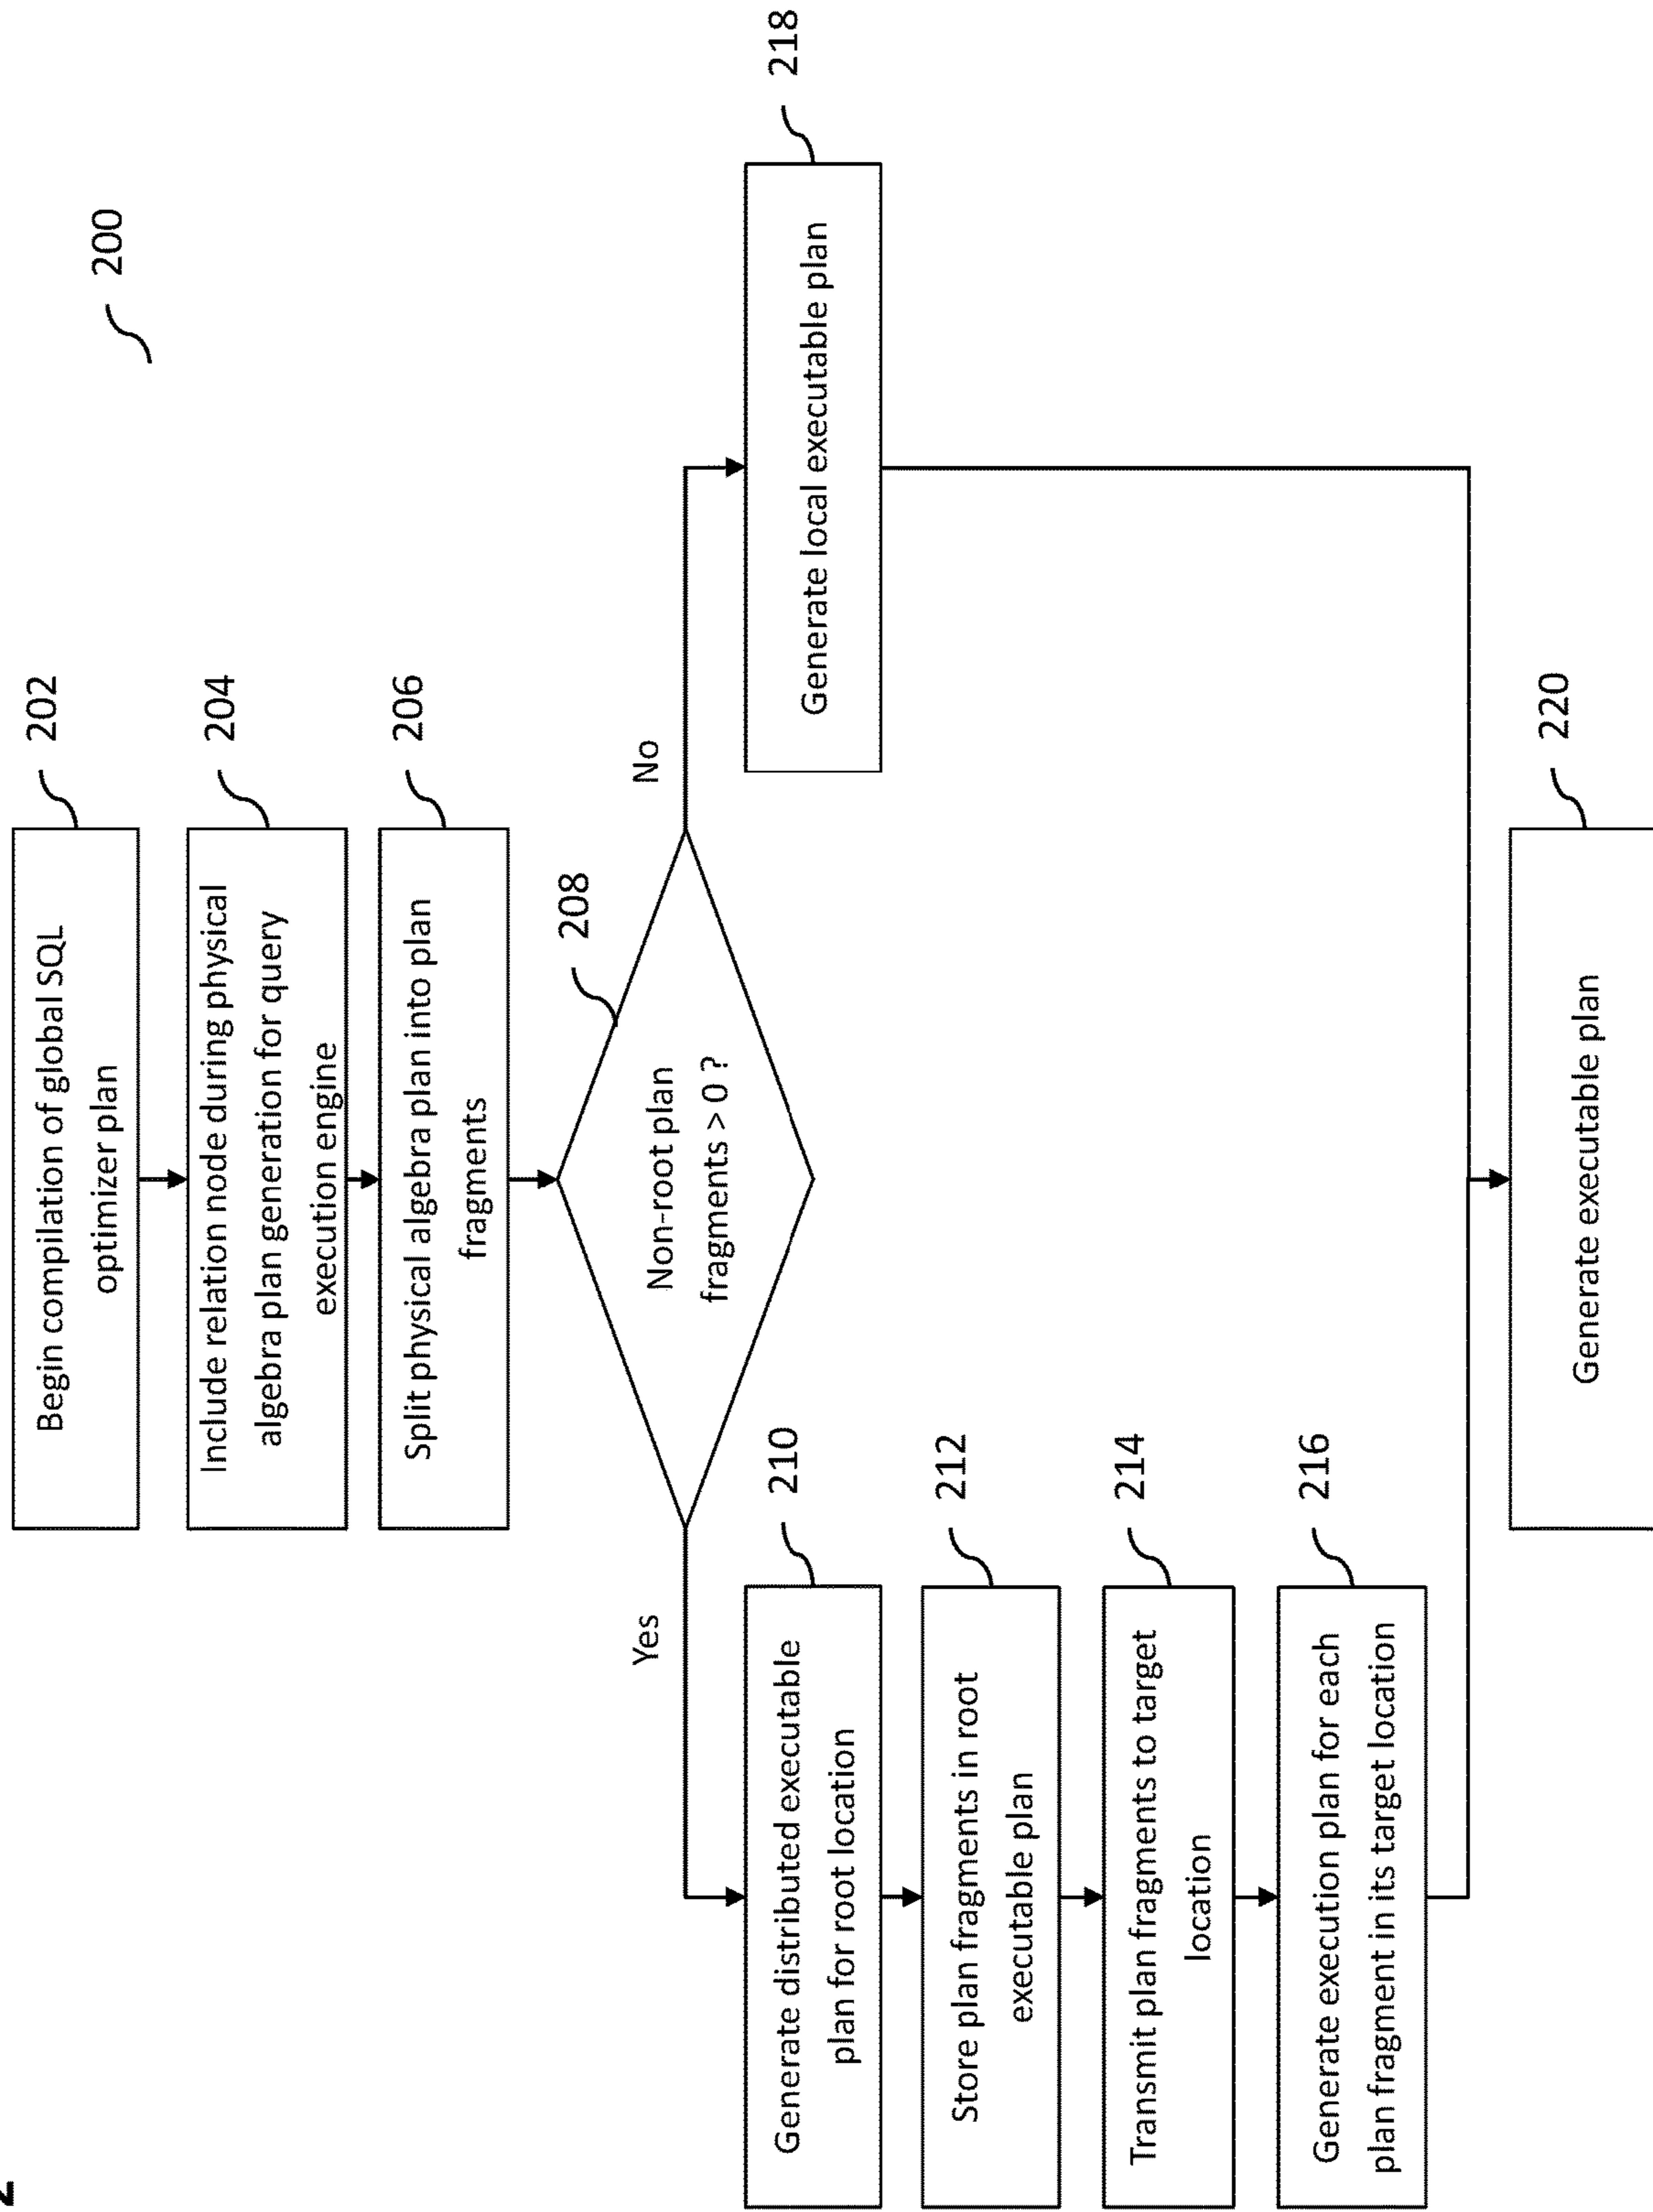 200
Begin compilation of global SQL
optimizer plan
202
Include relation node during physical
algebra plan generation for query
execution engine
204
Split physical algebra plan into plan
fragments
206
208
Non-root plan
fragments > 0 ?
Yes
No
Generate distributed executable
plan for root location
210
Store plan fragments in root
executable plan
212
Transmit plan fragments to target
location
214
Generate execution plan for each
plan fragment in its target location
216
Generate local executable plan
218
Generate executable plan
220